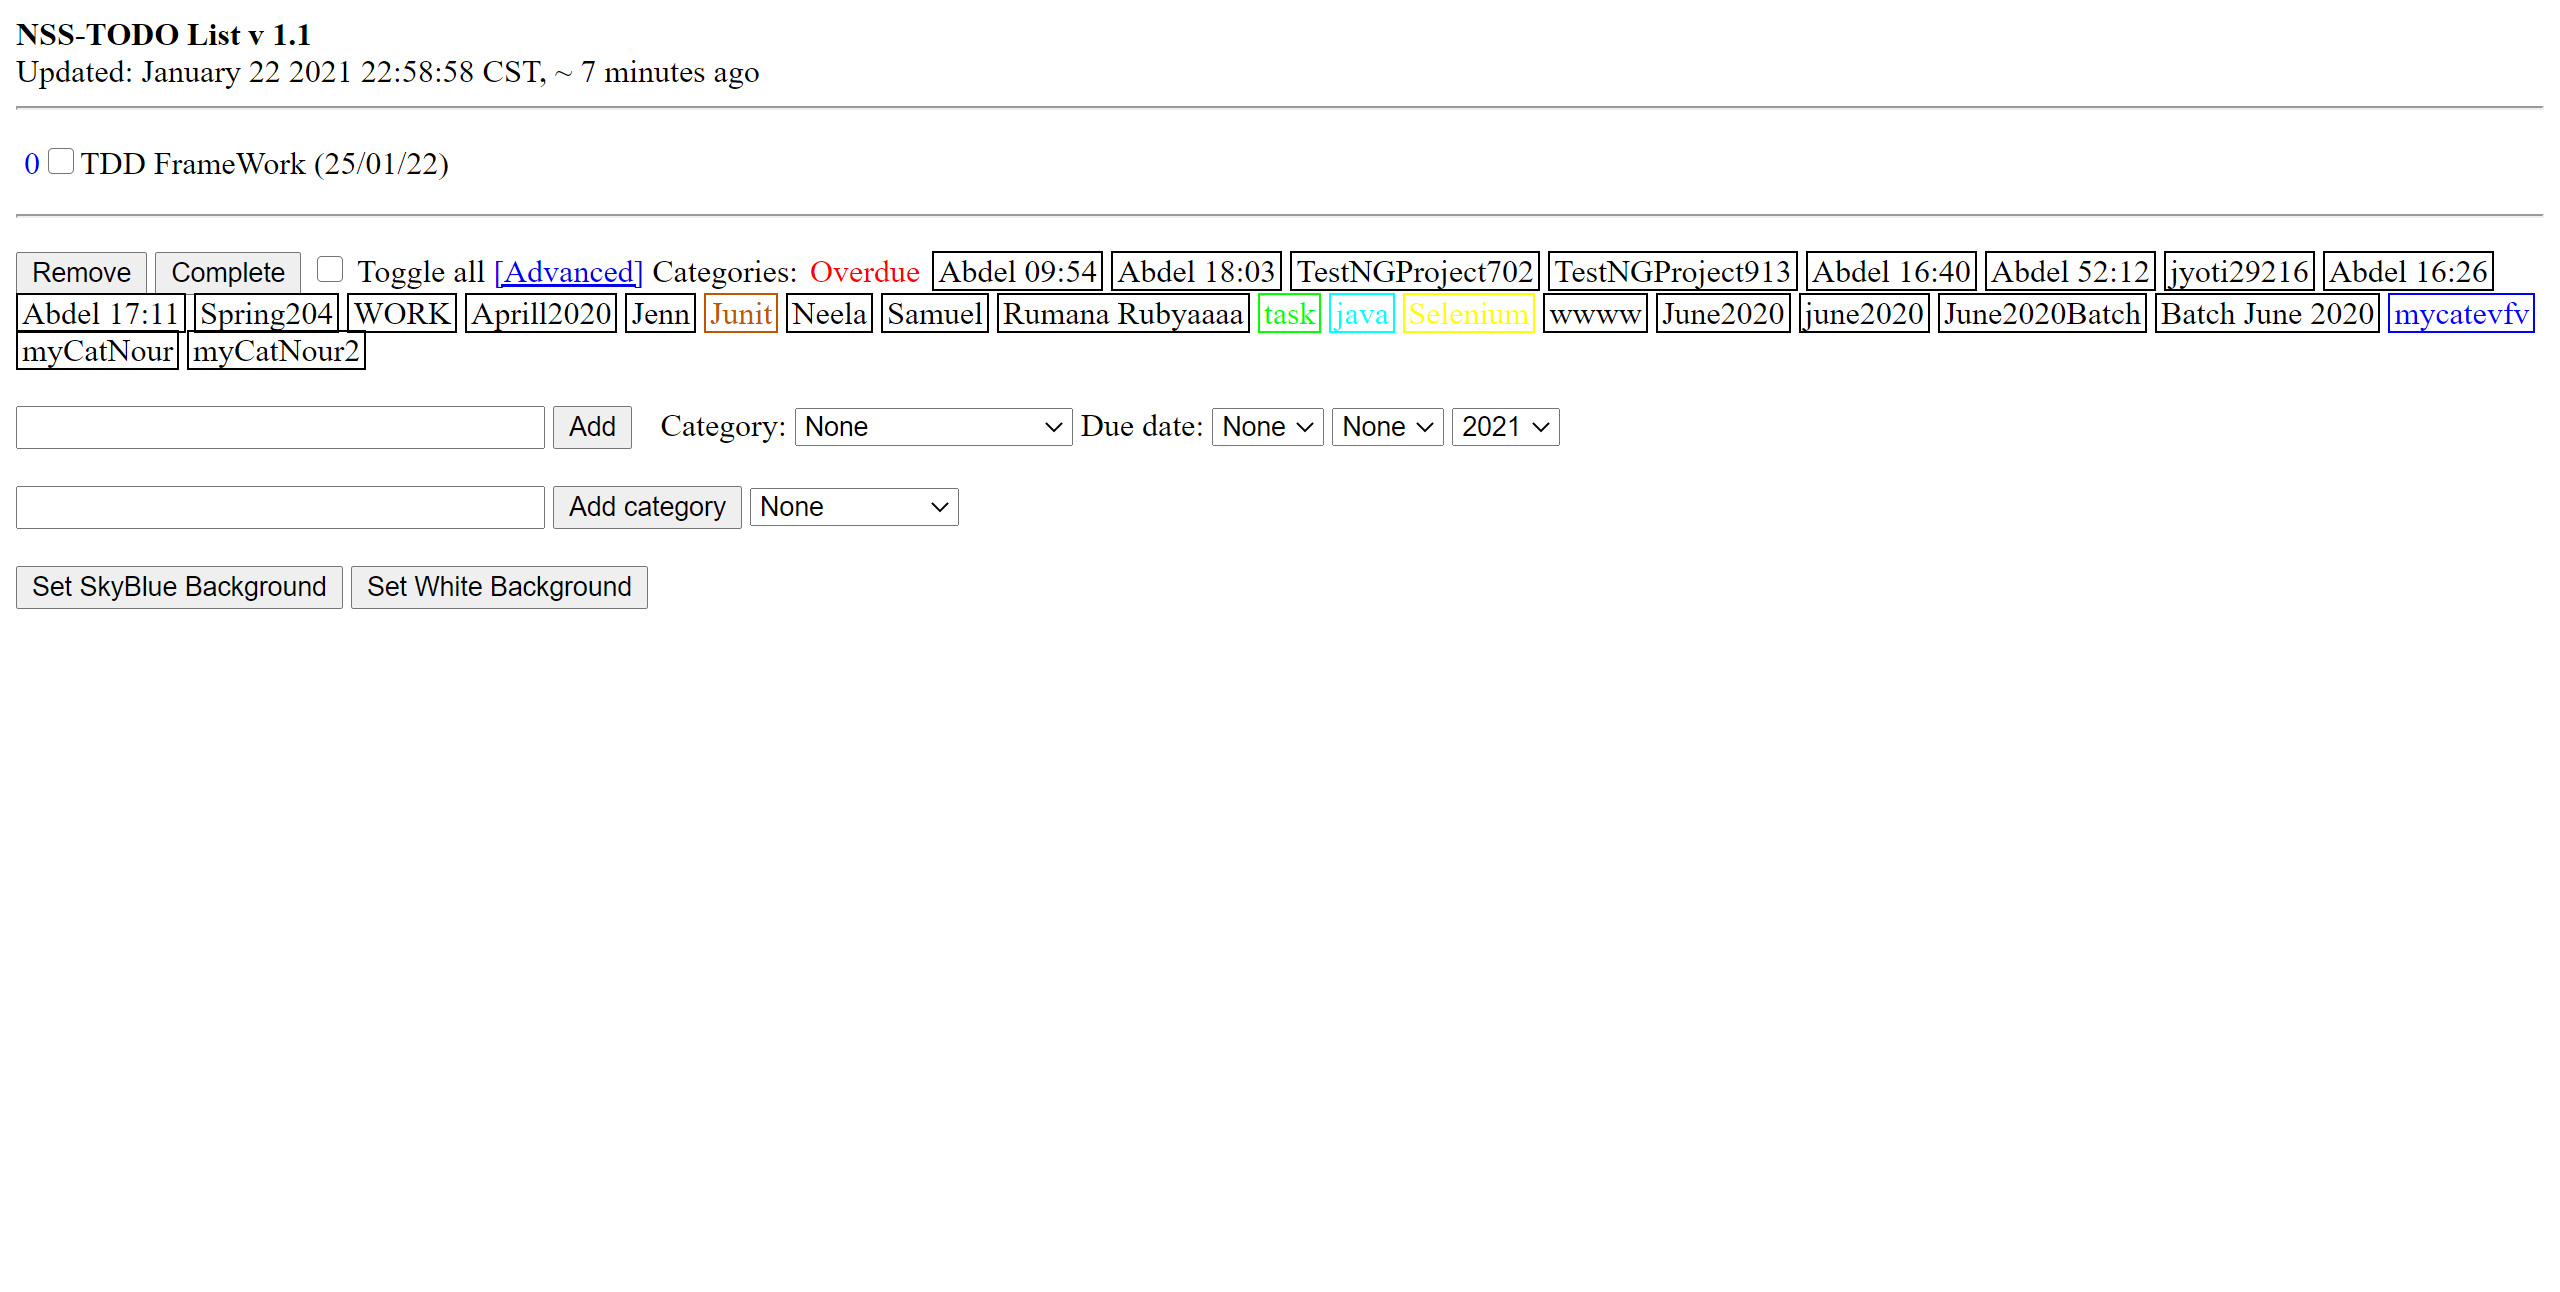 NSS-TODO List v 1.1
Updated: January 22 2021 22:58:58 CST, ~ 7 minutes ago
0 TDD FrameWork (25/01/22)
Remove Complete Toggle all [Advanced] Categories: Overdue Abdel 09:54 Abdel 18:03 TestNGProject702 TestNGProject913 Abdel 16:40 Abdel 52:12 jyoti29216 Abdel 16:26
Abdel 17:11 Spring204 WORK Aprill2020 Jenn Junit Neela Samuel Rumana Rubyaaaa task java Selenium wwww June2020 june2020 June2020Batch Batch June 2020 mycatevfv
myCatNour myCatNour2
Add Category: None Due date: None None 2021
Add category None
Set SkyBlue Background Set White Background